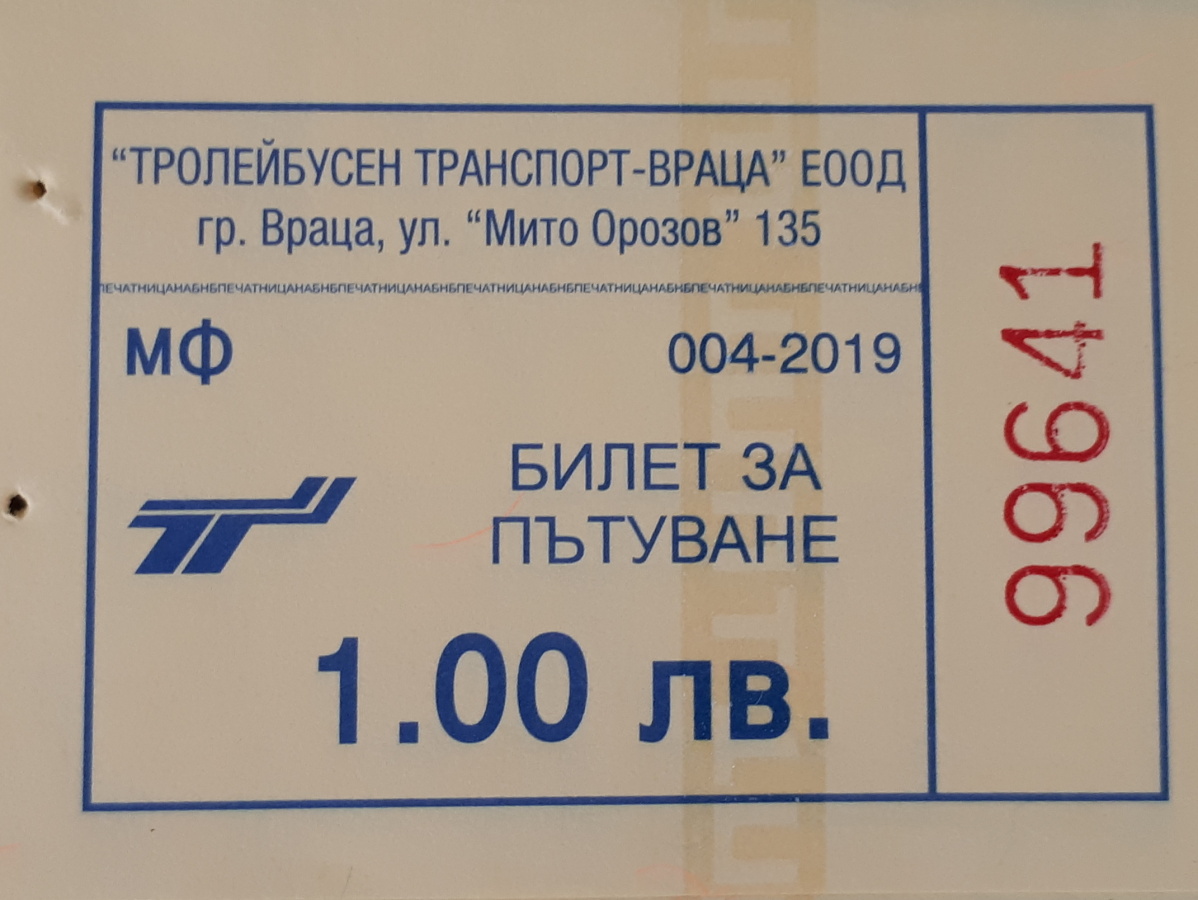 “ТРОЛЕЙБУСЕН ТРАНСПОРТ-ВРАЦА” ЕООД
гр. Враца, ул. “Мито Орозов” 135
ПЕЧАТНИЦАНАБНБПЕЧАТНИЦАНАБНБПЕЧАТНИЦАНАБНБПЕЧАТНИЦАНАБНБПЕЧАТНИЦАНАБНБПЕЧАТНИЦАНАБНБПЕЧАТНИЦАНАБН
МФ
004-2019
БИЛЕТ ЗА
ПЪТУВАНЕ
1.00 лв.
99641